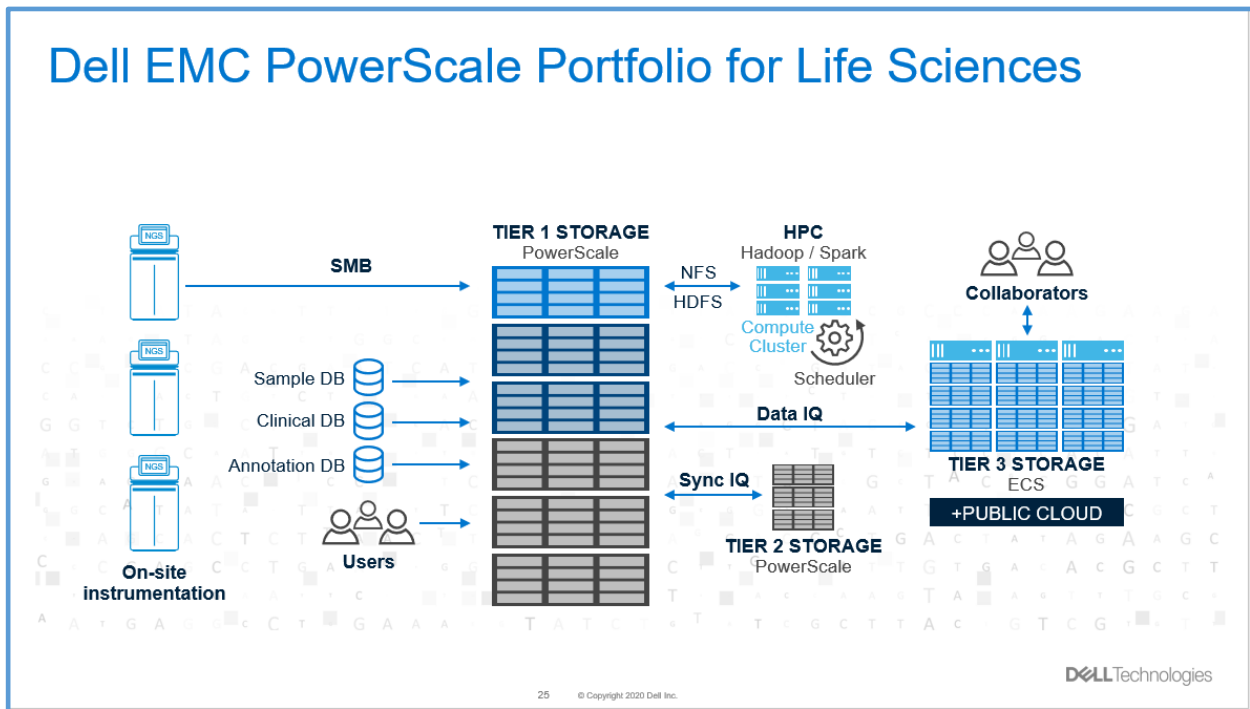 Dell EMC PowerScale Portfolio for Life Sciences
NGS
NGS
NGS
On-site
instrumentation
SMB
Sample DB
Clinical DB
Annotation DB
Users
TIER 1 STORAGE
PowerScale
NFS
HDFS
HPC
Hadoop / Spark
Compute
Cluster
Scheduler
Data IQ
Sync IQ
TIER 2 STORAGE
PowerScale
Collaborators
TIER 3 STORAGE
ECS
+PUBLIC CLOUD
25
© Copyright 2020 Dell Inc.
DELLTechnologies